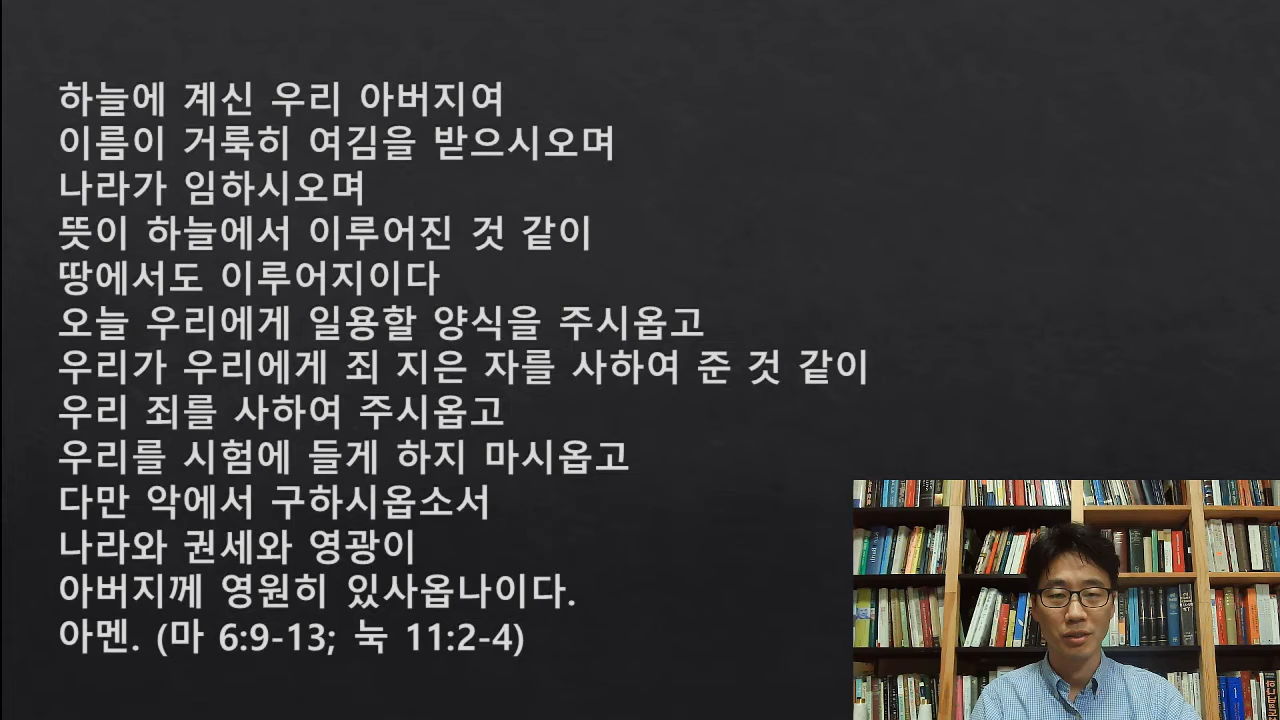 하늘에 계신 우리 아버지여
이름이 거룩히 여김을 받으시오며
나라가 임하시오며
뜻이 하늘에서 이루어진 것 같이
땅에서도 이루어지이다
오늘 우리에게 일용할 양식을 주시옵고
우리가 우리에게 죄 지은 자를 사하여 준 것 같이
우리 죄를 사하여 주시옵고
우리를 시험에 들게 하지 마시옵고
다만 악에서 구하시옵소서
나라와 권세와 영광이
아버지께 영원히 있사옵나이다.
아멘. (마 6:9-13; 눅 11:2-4)